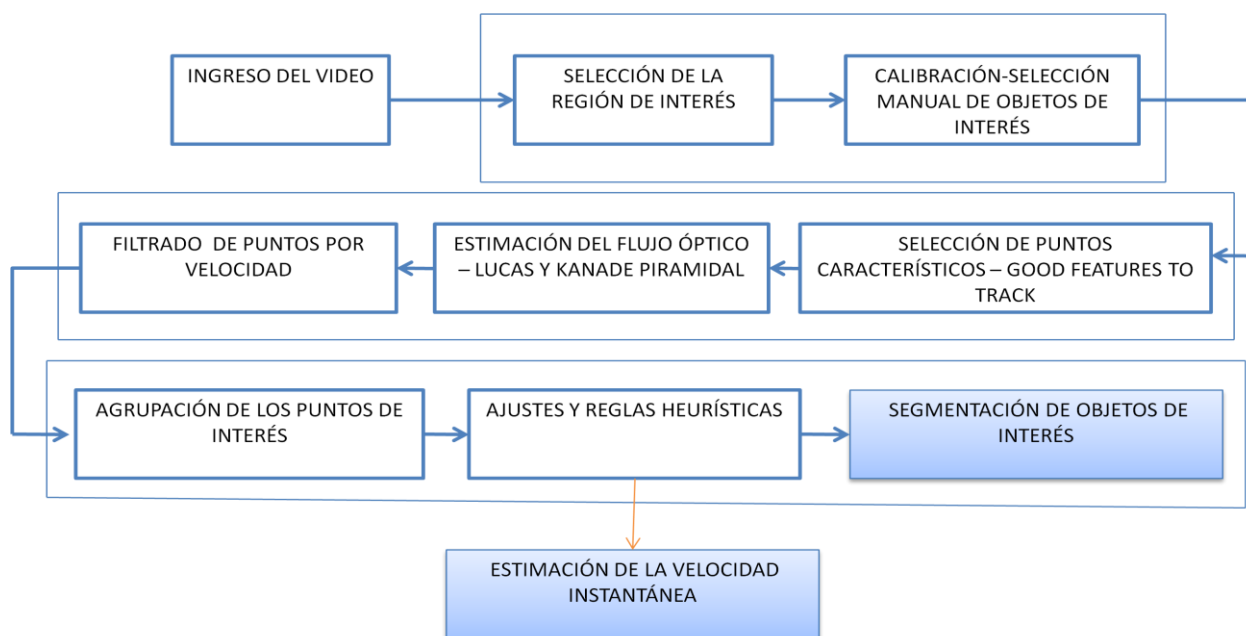 INGRESO DEL VIDEO
SELECCIÓN DE LA
REGIÓN DE INTERÉS
CALIBRACIÓN-SELECCIÓN
MANUAL DE OBJETOS DE
INTERÉS
SELECCIÓN DE PUNTOS
CARACTERÍSTICOS – GOOD FEATURES TO
TRACK
ESTIMACIÓN DEL FLUJO ÓPTICO
– LUCAS Y KANADE PIRAMIDAL
FILTRADO DE PUNTOS POR
VELOCIDAD
AGRUPACIÓN DE LOS PUNTOS DE
INTERÉS
AJUSTES Y REGLAS HEURÍSTICAS
SEGMENTACIÓN DE OBJETOS DE
INTERÉS
ESTIMACIÓN DE LA VELOCIDAD
INSTANTÁNEA